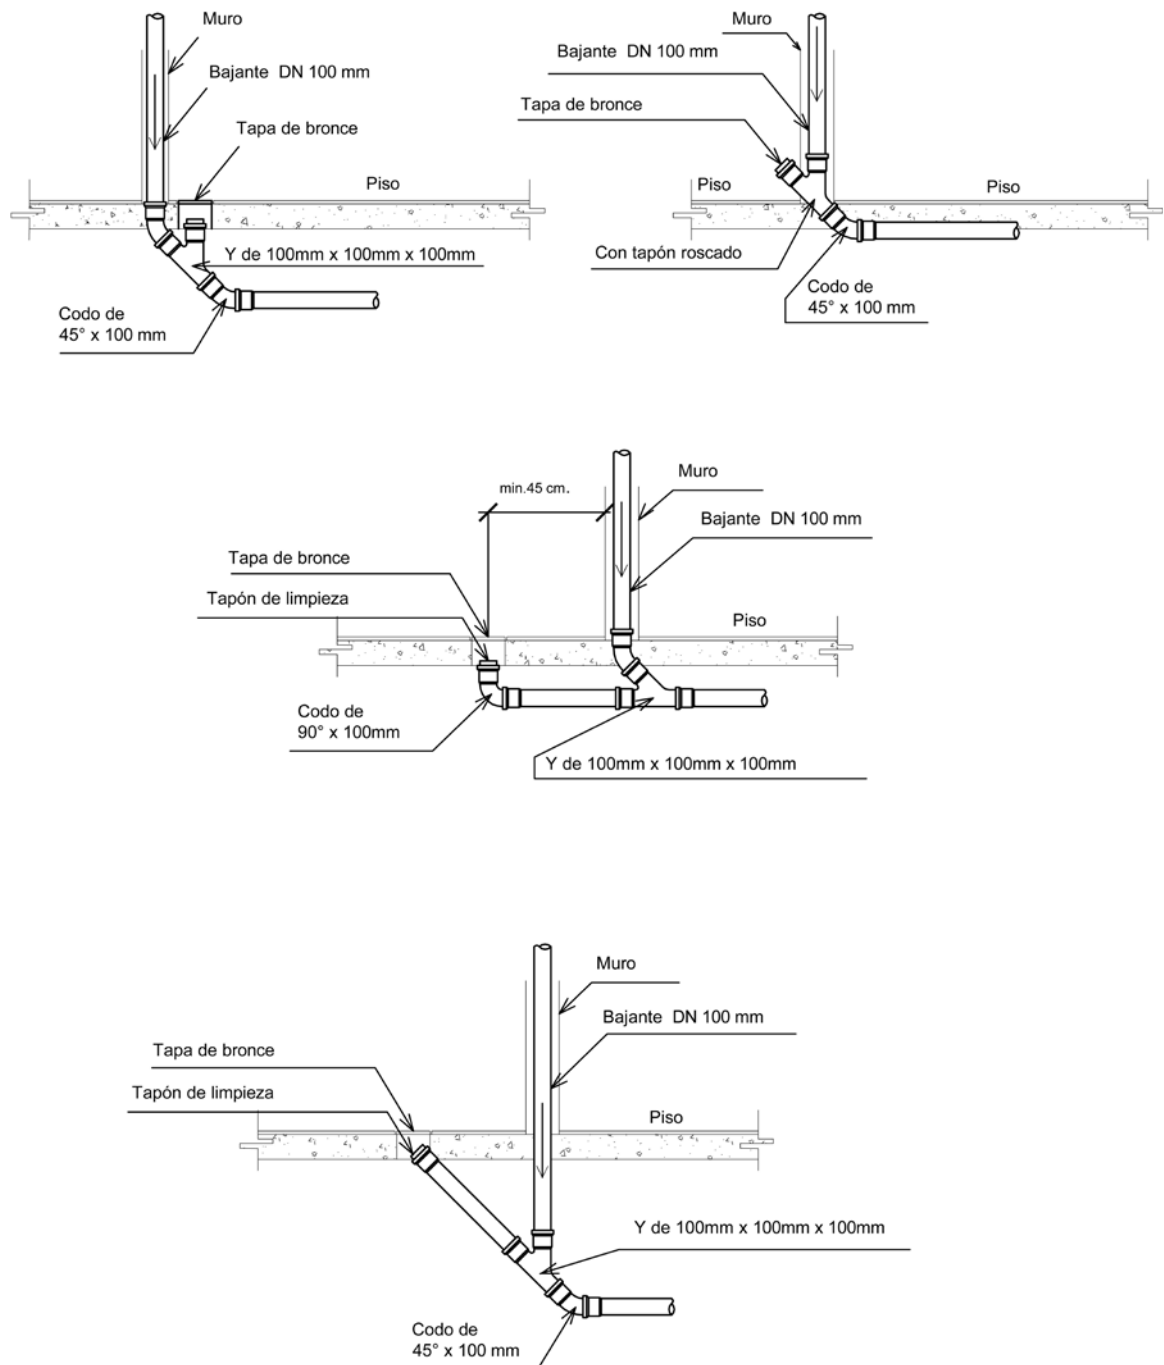 Muro
Bajante DN 100 mm
Tapa de bronce
Piso
Y de 100mm x 100mm x 100mm
Codo de
45° x 100 mm
Muro
Bajante DN 100 mm
Tapa de bronce
Piso
Piso
Con tapón roscado
Codo de
45° x 100 mm
min.45 cm.
Muro
Bajante DN 100 mm
Tapa de bronce
Tapón de limpieza
Piso
Codo de
90° x 100mm
Y de 100mm x 100mm x 100mm
Muro
Bajante DN 100 mm
Tapa de bronce
Tapón de limpieza
Piso
Y de 100mm x 100mm x 100mm
Codo de
45° x 100 mm